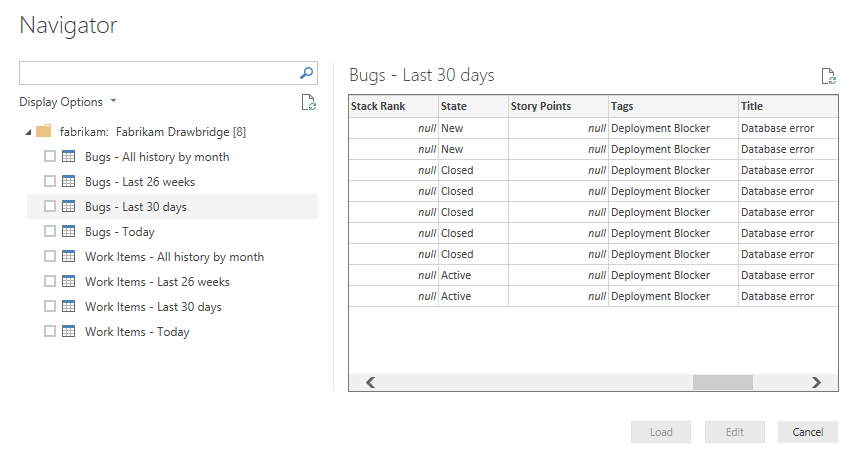 Navigator
Display Options
fabrikam: Fabrikam Drawbridge [8]
Bugs - All history by month
Bugs - Last 26 weeks
Bugs - Last 30 days
Bugs - Today
Work Items - All history by month
Work Items - Last 26 weeks
Work Items - Last 30 days
Work Items - Today
Bugs - Last 30 days
Stack Rank State Story Points Tags Title
null New null Deployment Blocker Database error
null New null Deployment Blocker Database error
null Closed null Deployment Blocker Database error
null Closed null Deployment Blocker Database error
null Closed null Deployment Blocker Database error
null Closed null Deployment Blocker Database error
null Closed null Deployment Blocker Database error
null Active null Deployment Blocker Database error
null Active null Deployment Blocker Database error
Load Edit Cancel